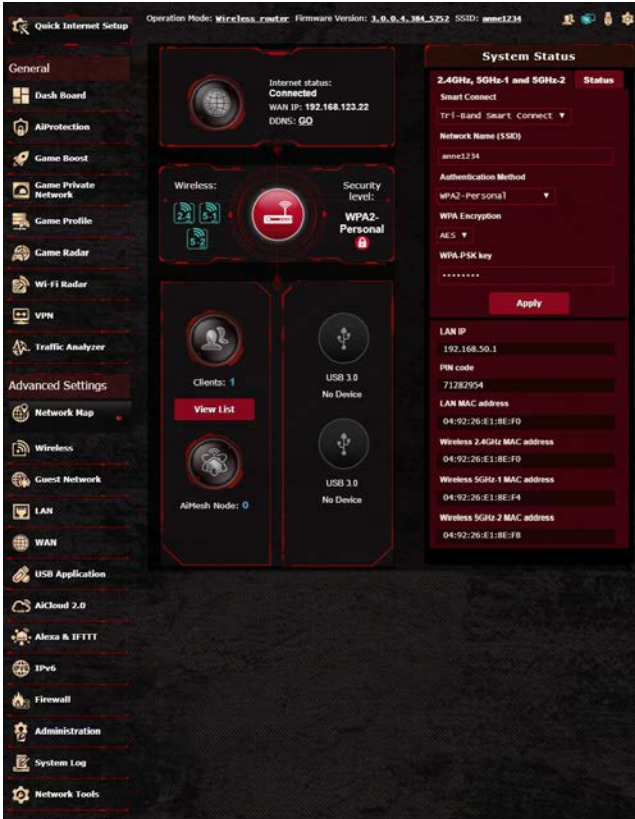 Quick Internet Setup
Operation Mode: Wireless router Firmware Version: 3.0.0.4.384_5252 SSID: anne1234
General
Dash Board
AiProtection
Game Boost
Game Private
Network
Game Profile
Game Radar
Wi-Fi Radar
VPN
Traffic Analyzer
Advanced Settings
Network Map
Wireless
Guest Network
LAN
WAN
USB Application
AiCloud 2.0
Alexa & IFTTT
IPv6
Firewall
Administration
System Log
Network Tools
Internet status:
Connected
WAN IP: 192.168.123.22
DDNS: GO
Wireless:
2.4 5-1
5-2
Security
level:
WPA2-
Personal
Clients: 1
View List
AiMesh Node: 0
USB 3.0
No Device
USB 3.0
No Device
System Status
2.4GHz, 5GHz-1 and 5GHz-2 Status
Smart Connect
Tri-Band Smart Connect
Network Name (SSID)
anne1234
Authentication Method
WPA2-Personal
WPA Encryption
AES
WPA-PSK key
••••••••
Apply
LAN IP
192.168.50.1
PIN code
71282954
LAN MAC address
04:92:26:E1:8E:F0
Wireless 2.4GHz MAC address
04:92:26:E1:8E:F0
Wireless 5GHz-1 MAC address
04:92:26:E1:8E:F4
Wireless 5GHz-2 MAC address
04:92:26:E1:8E:F8